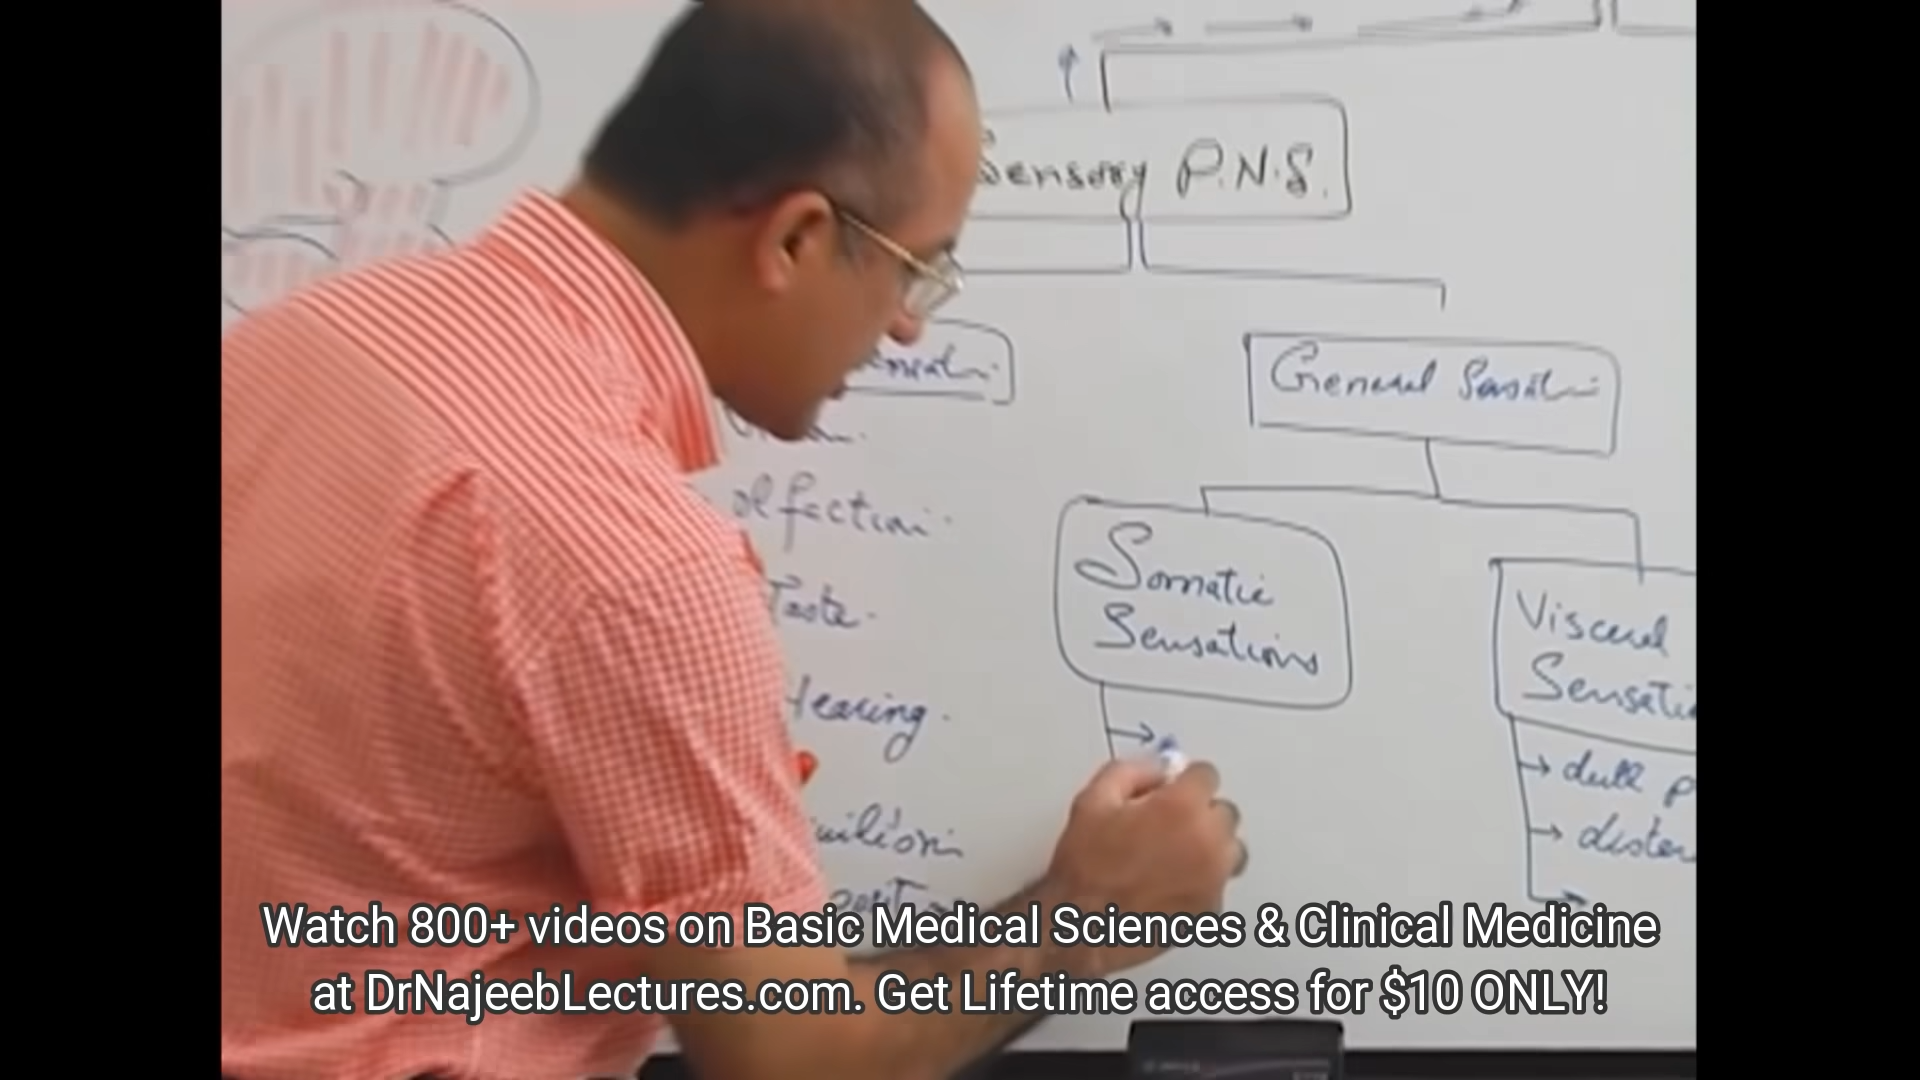 Sensory P.N.S.
General Sensation
olfaction.
Taste.
Hearing.
Somatic
Sensations
Visceral
Sensatio
dull p
disten
Watch 800+ videos on Basic Medical Sciences & Clinical Medicine
at DrNajeebLectures.com. Get Lifetime access for $10 ONLY!